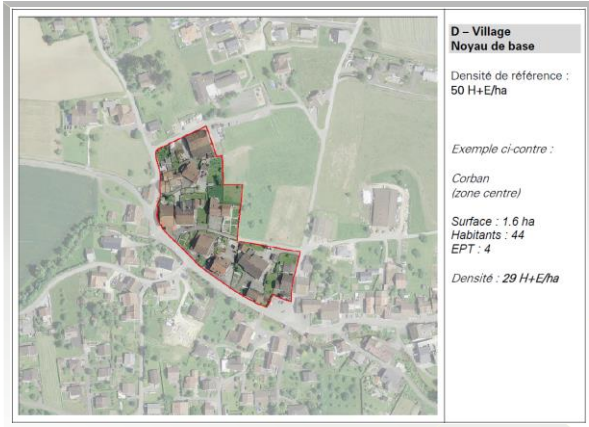 D – Village
Noyau de base
Densité de référence :
50 H+E/ha
Exemple ci-contre :
Corban
(zone centre)
Surface : 1.6 ha
Habitants : 44
EPT : 4
Densité : 29 H+E/ha